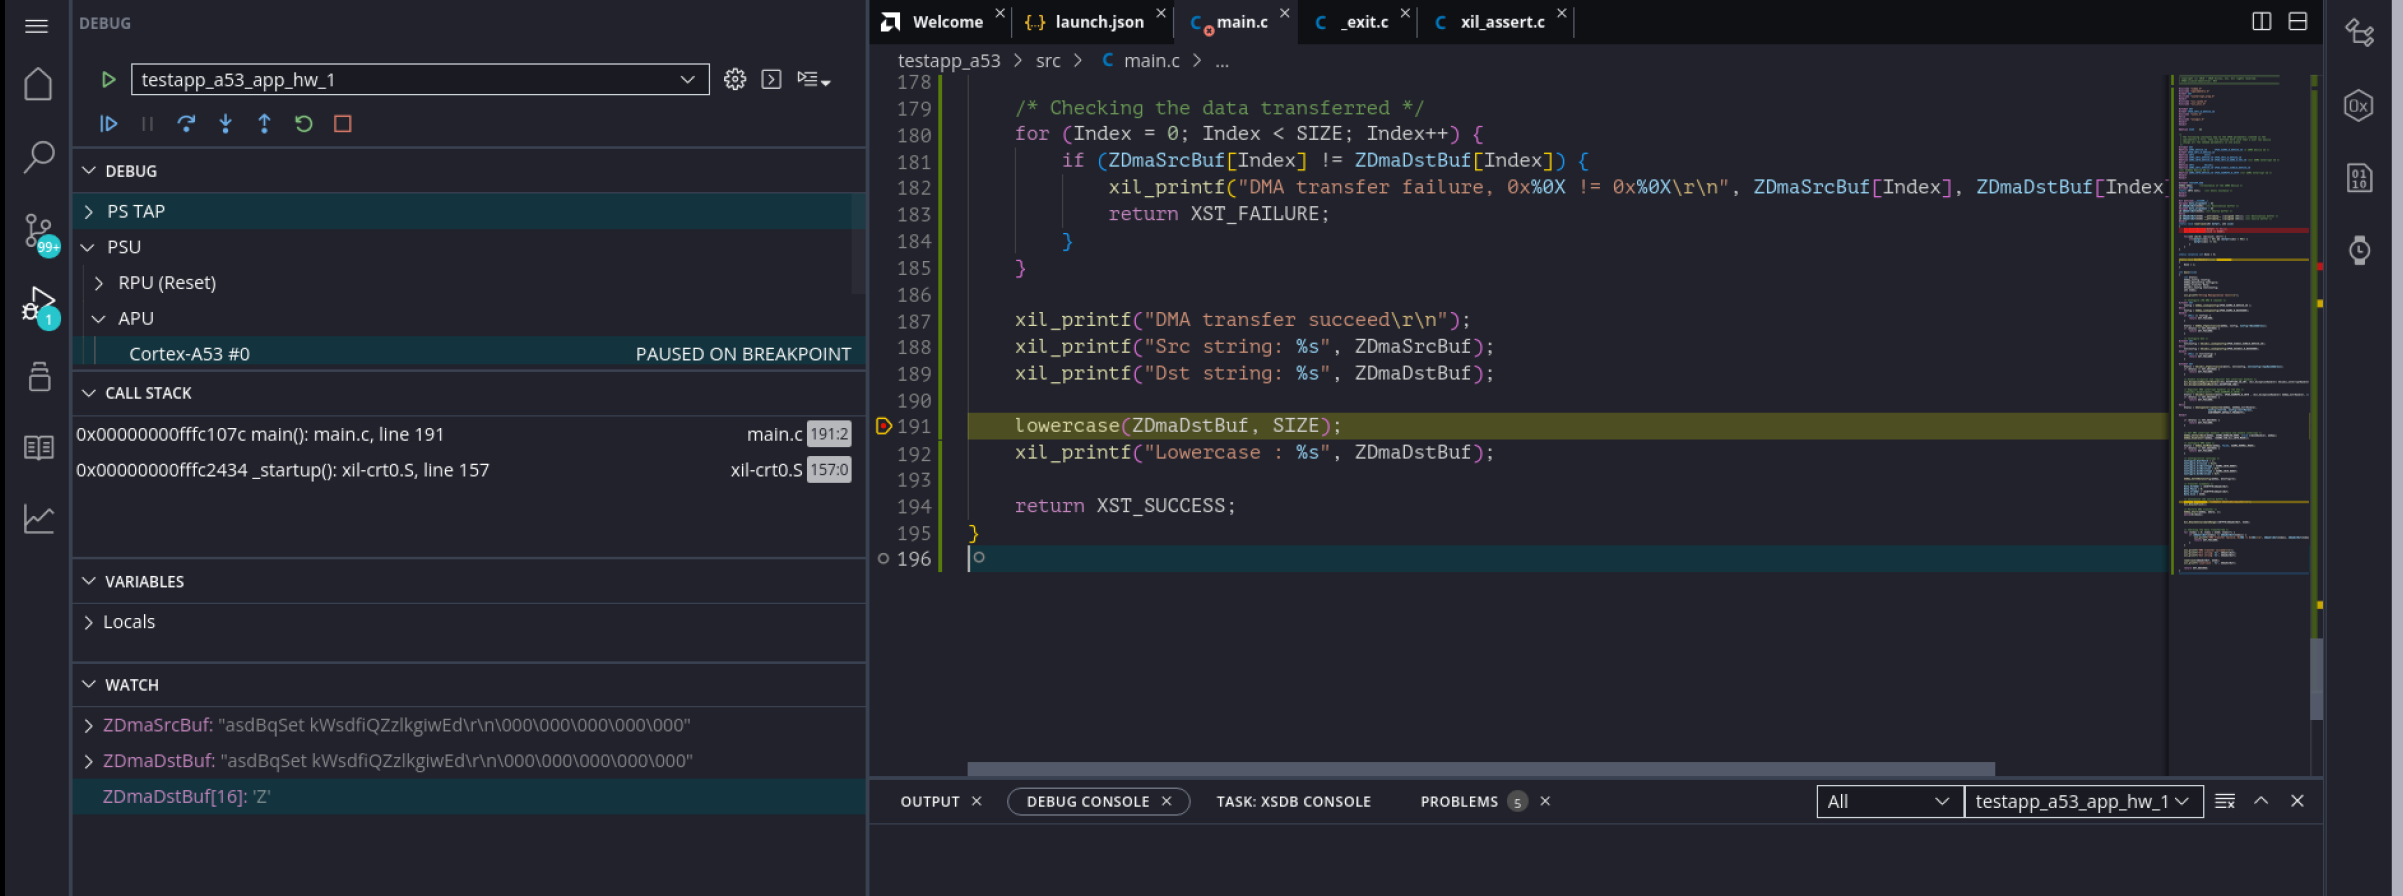 DEBUG
testapp_a53_app_hw_1
DEBUG
PS TAP
PSU
RPU (Reset)
APU
Cortex-A53 #0 PAUSED ON BREAKPOINT
CALL STACK
0x00000000fffc107c main(): main.c, line 191 main.c 191:2
0x00000000fffc2434 _startup(): xil-crt0.S, line 157 xil-crt0.S 157:0
VARIABLES
Locals
WATCH
ZDmaSrcBuf: "asdBqSet kWsdfiQZzlkgiwEd\r\n\000\000\000\000\000"
ZDmaDstBuf: "asdBqSet kWsdfiQZzlkgiwEd\r\n\000\000\000\000\000"
ZDmaDstBuf[16]: 'Z'
99+
1
Welcome launch.json main.c _exit.c xil_assert.c
testapp_a53 > src > C main.c > ...
178
179 /* Checking the data transferred */
180 for (Index = 0; Index < SIZE; Index++) {
181 if (ZDmaSrcBuf[Index] != ZDmaDstBuf[Index]) {
182 xil_printf("DMA transfer failure, 0x%0X != 0x%0X\r\n", ZDmaSrcBuf[Index], ZDmaDstBuf[Index]
183 return XST_FAILURE;
184 }
185 }
186
187 xil_printf("DMA transfer succeed\r\n");
188 xil_printf("Src string: %s", ZDmaSrcBuf);
189 xil_printf("Dst string: %s", ZDmaDstBuf);
190
191 lowercase(ZDmaDstBuf, SIZE);
192 xil_printf("Lowercase : %s", ZDmaDstBuf);
193
194 return XST_SUCCESS;
195 }
196
OUTPUT DEBUG CONSOLE TASK: XSDB CONSOLE PROBLEMS 5
All testapp_a53_app_hw_1
0x
01
10